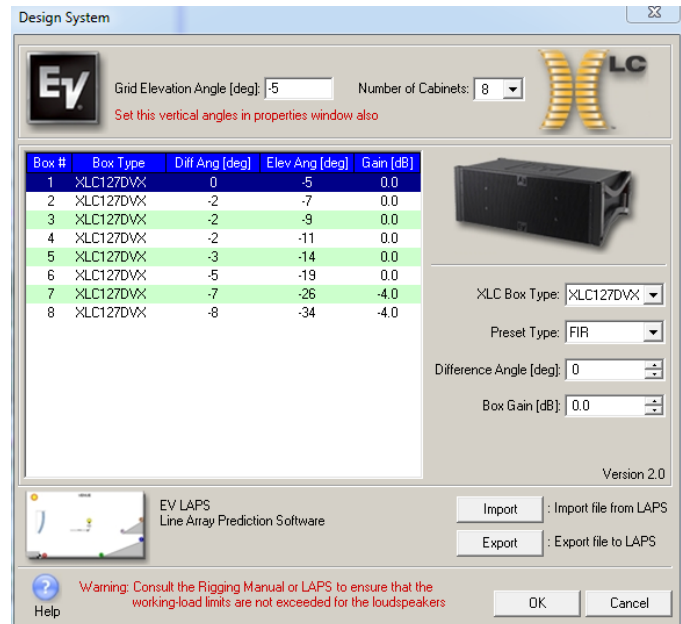 Design System
EV
XLC
Grid Elevation Angle [deg]: -5 Number of Cabinets: 8
Set this vertical angles in properties window also
Box # Box Type Diff Ang [deg] Elev Ang [deg] Gain [dB]
1 XLC127DVX 0 -5 0.0
2 XLC127DVX -2 -7 0.0
3 XLC127DVX -2 -9 0.0
4 XLC127DVX -2 -11 0.0
5 XLC127DVX -3 -14 0.0
6 XLC127DVX -5 -19 0.0
7 XLC127DVX -7 -26 -4.0
8 XLC127DVX -8 -34 -4.0
XLC Box Type: XLC127DVX
Preset Type: FIR
Difference Angle [deg]: 0
Box Gain [dB]: 0.0
Version 2.0
EV LAPS
Line Array Prediction Software
Import : Import file from LAPS
Export : Export file to LAPS
Warning: Consult the Rigging Manual or LAPS to ensure that the
working-load limits are not exceeded for the loudspeakers
? Help
OK Cancel